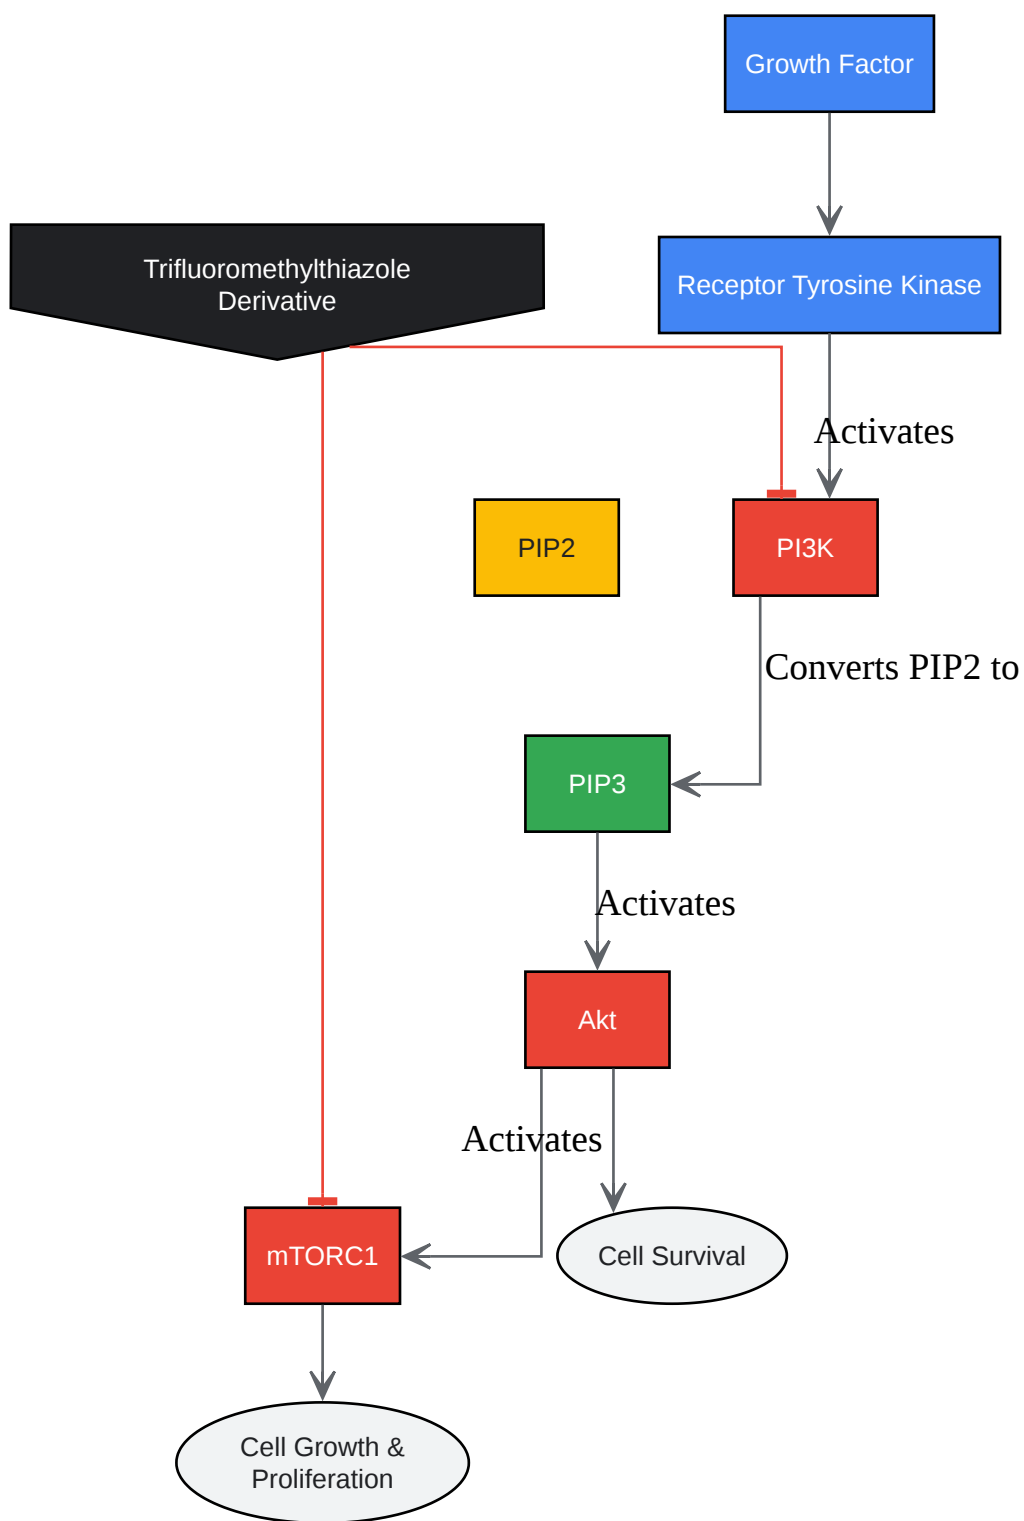 Growth Factor
Trifluoromethylthiazole
Derivative
Receptor Tyrosine Kinase
Activates
PIP2
PI3K
Converts PIP2 to
PIP3
Activates
Akt
Activates
mTORC1
Cell Survival
Cell Growth &
Proliferation